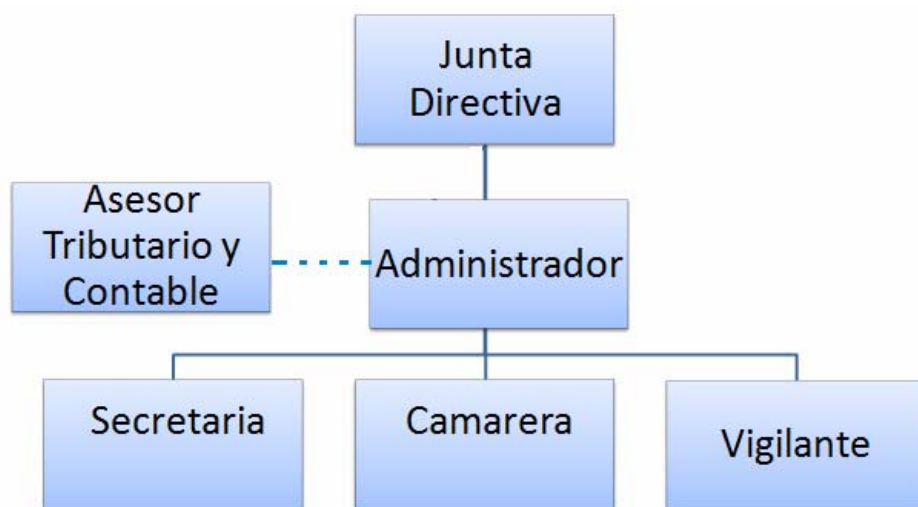 Junta
Directiva
Asesor
Tributario y
Contable
Administrador
Secretaria
Camarera
Vigilante